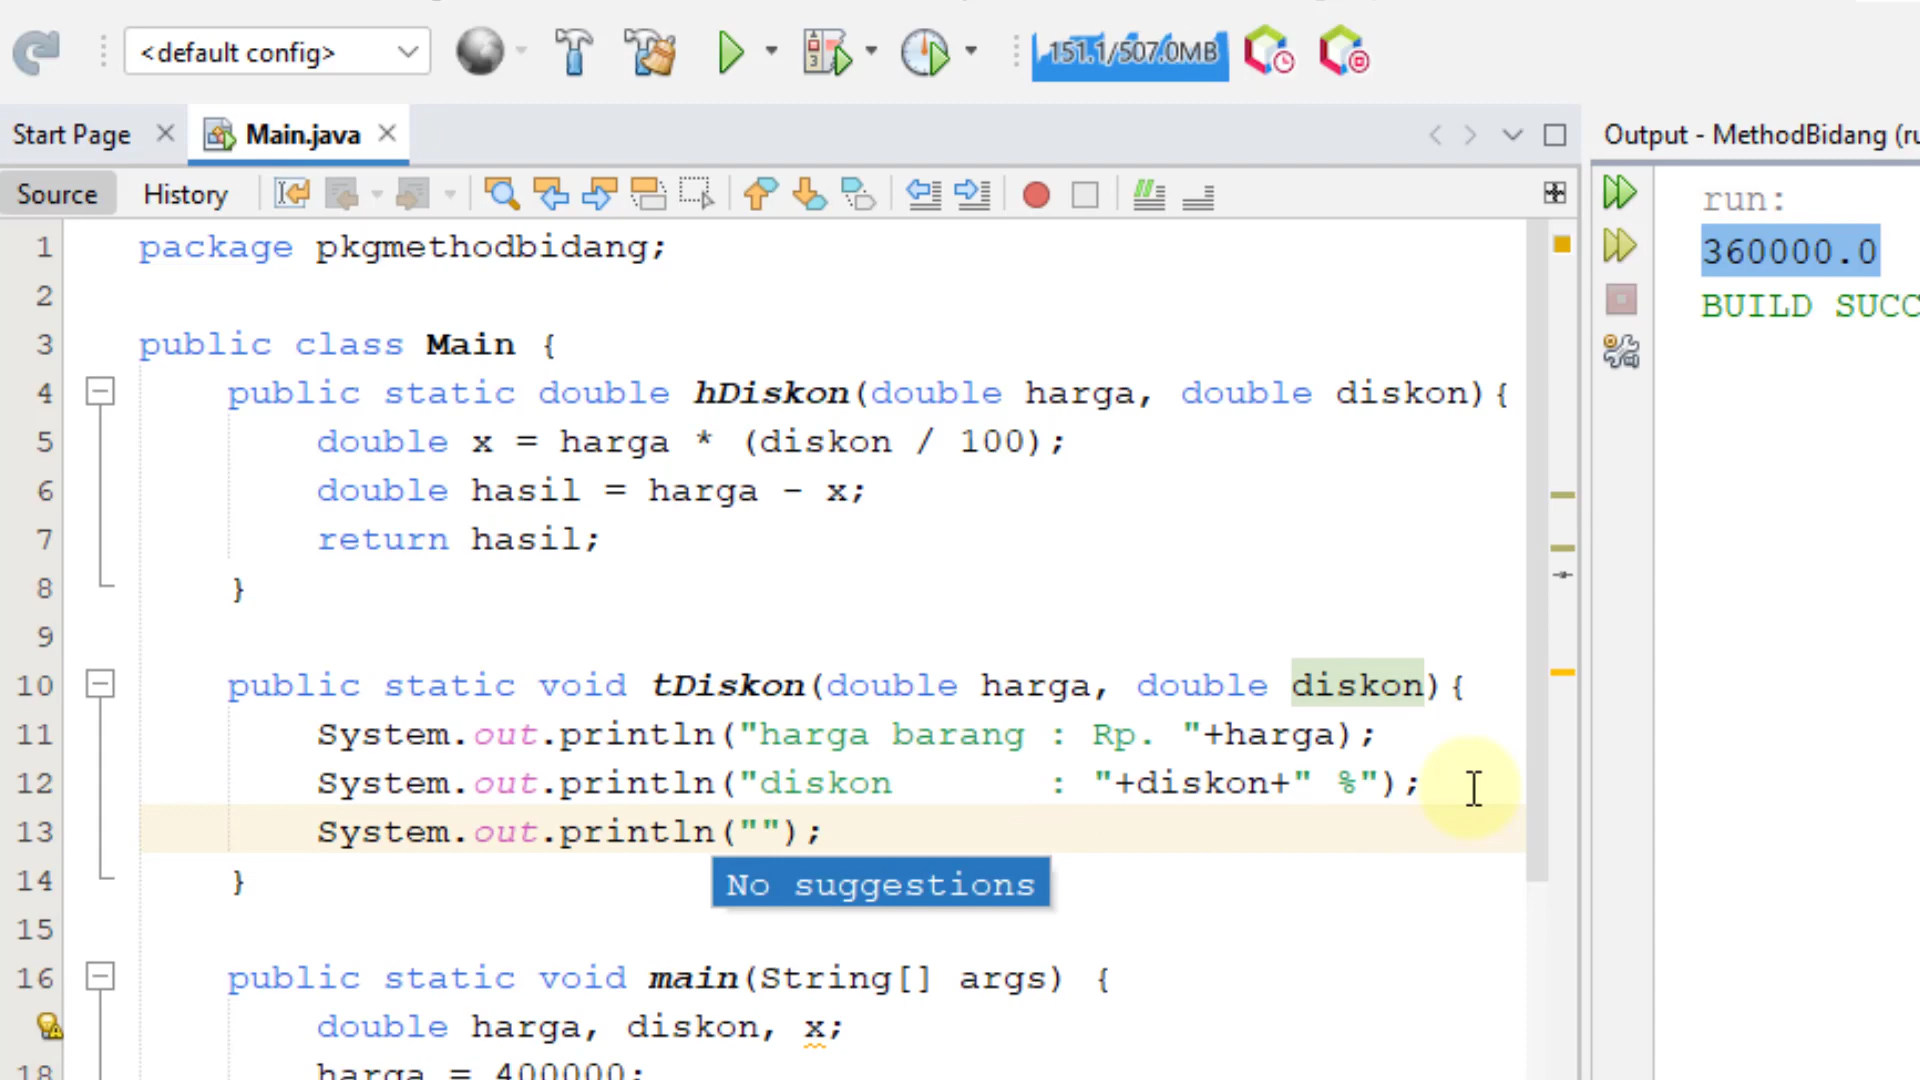 <default config>
151.1/507.0MB
Start Page
Main.java
Output - MethodBidang (ru
Source
History
run:
360000.0
BUILD SUCC
1 package pkgmethodbidang;
2
3 public class Main {
4 public static double hDiskon(double harga, double diskon){
5 double x = harga * (diskon / 100);
6 double hasil = harga - x;
7 return hasil;
8 }
9
10 public static void tDiskon(double harga, double diskon){
11 System.out.println("harga barang : Rp. "+harga);
12 System.out.println("diskon       : "+diskon+" %");
13 System.out.println("");
14 }
No suggestions
15
16 public static void main(String[] args) {
double harga, diskon, x;
18 harga = 400000;